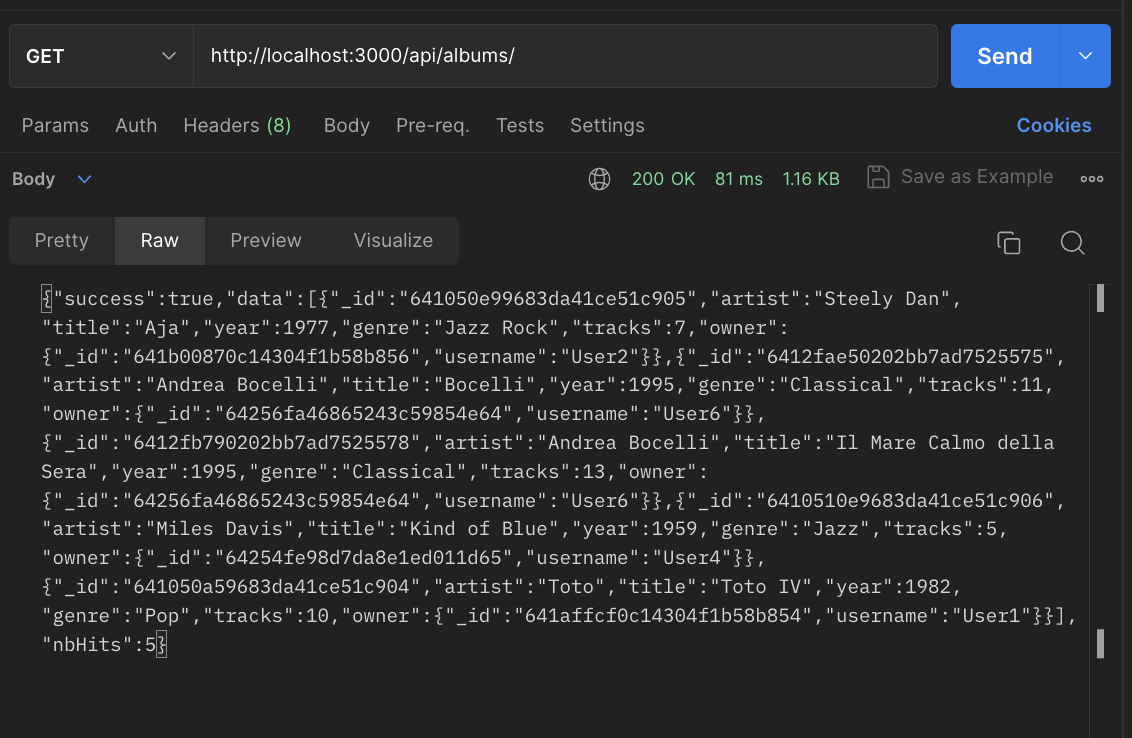 GET http://localhost:3000/api/albums/ Send
Params Auth Headers (8) Body Pre-req. Tests Settings Cookies
Body 200 OK 81 ms 1.16 KB Save as Example
Pretty Raw Preview Visualize
{"success":true,"data":[{"_id":"641050e99683da41ce51c905","artist":"Steely Dan",
"title":"Aja","year":1977,"genre":"Jazz Rock","tracks":7,"owner":
{"_id":"641b00870c14304f1b58b856","username":"User2"}},{"_id":"6412fae50202bb7ad7525575",
"artist":"Andrea Bocelli","title":"Bocelli","year":1995,"genre":"Classical","tracks":11,
"owner":{"_id":"64256fa46865243c59854e64","username":"User6"}},
{"_id":"6412fb790202bb7ad7525578","artist":"Andrea Bocelli","title":"Il Mare Calmo della
Sera","year":1995,"genre":"Classical","tracks":13,"owner":
{"_id":"64256fa46865243c59854e64","username":"User6"}},{"_id":"6410510e9683da41ce51c906",
"artist":"Miles Davis","title":"Kind of Blue","year":1959,"genre":"Jazz","tracks":5,
"owner":{"_id":"64254fe98d7da8e1ed011d65","username":"User4"}},
{"_id":"641050a59683da41ce51c904","artist":"Toto","title":"Toto IV","year":1982,
"genre":"Pop","tracks":10,"owner":{"_id":"641affcf0c14304f1b58b854","username":"User1"}}],
"nbHits":5}